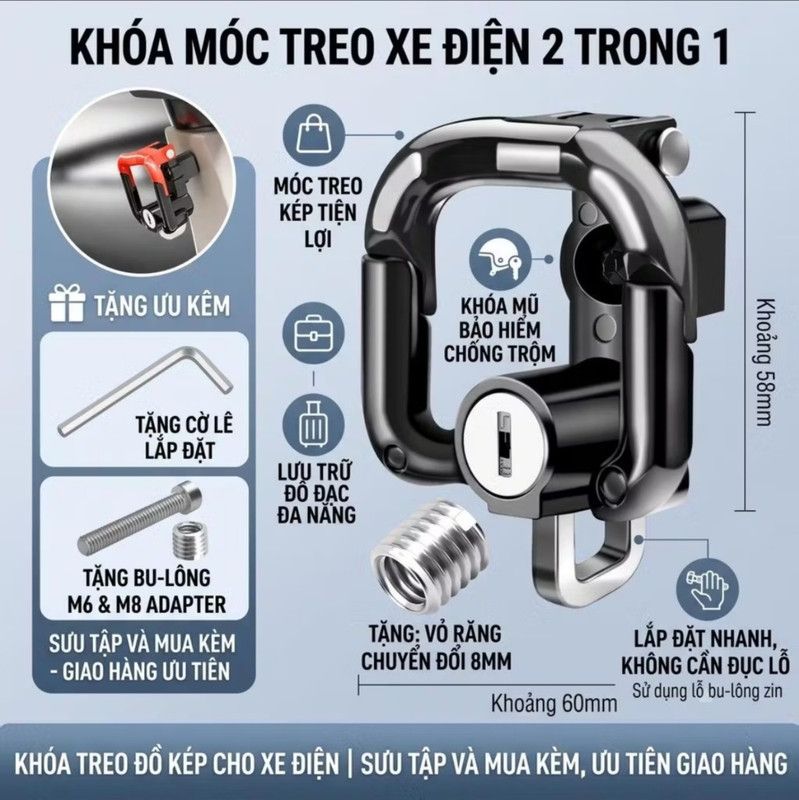 KHÓA MÓC TREO XE ĐIỆN 2 TRONG 1
MÓC TREO
KÉP TIỆN
LỢI
KHÓA MŨ
BẢO HIỂM
CHỐNG TRỘM
Khoảng 58mm
TẶNG ƯU KÈM
TẶNG CỜ LÊ
LẮP ĐẶT
LƯU TRỮ
ĐỒ ĐẠC
ĐA NĂNG
TẶNG BU-LÔNG
M6 & M8 ADAPTER
SƯU TẬP VÀ MUA KÈM
- GIAO HÀNG ƯU TIÊN
TẶNG: VỎ RĂNG
CHUYỂN ĐỔI 8MM
LẮP ĐẶT NHANH,
KHÔNG CẦN ĐỤC LỖ
Sử dụng lỗ bu-lông zin
Khoảng 60mm
KHÓA TREO ĐỒ KÉP CHO XE ĐIỆN | SƯU TẬP VÀ MUA KÈM, ƯU TIÊN GIAO HÀNG